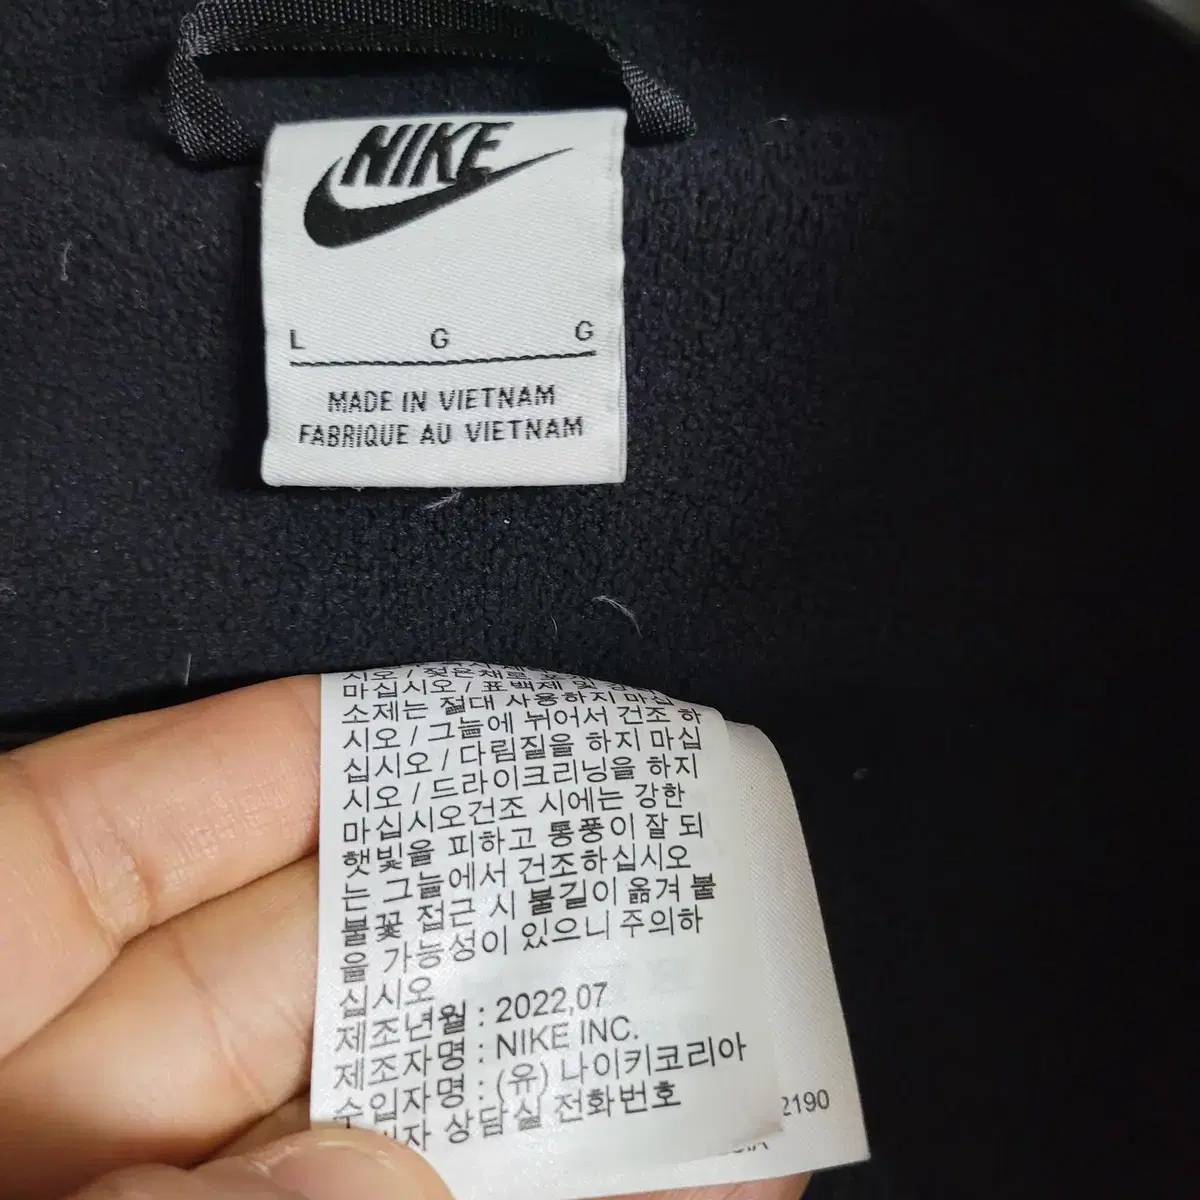 NIKE
L G G
MADE IN VIETNAM
FABRIQUE AU VIETNAM
시오 / 젖은채로
마십시오 / 표백제 및
소제는 절대 사용하지 마십
시오 / 그늘에 뉘어서 건조 하
십시오 / 다림질을 하지 마십
시오 / 드라이크리닝을 하지
마십시오건조 시에는 강한
햇빛을 피하고 통풍이 잘 되
는 그늘에서 건조하십시오
불꽃 접근 시 불길이 옮겨 붙
을 가능성이 있으니 주의하
십시오
제조년월 : 2022,07
제조자명 : NIKE INC.
수입자명 : (유) 나이키코리아
상담실 전화번호
2190